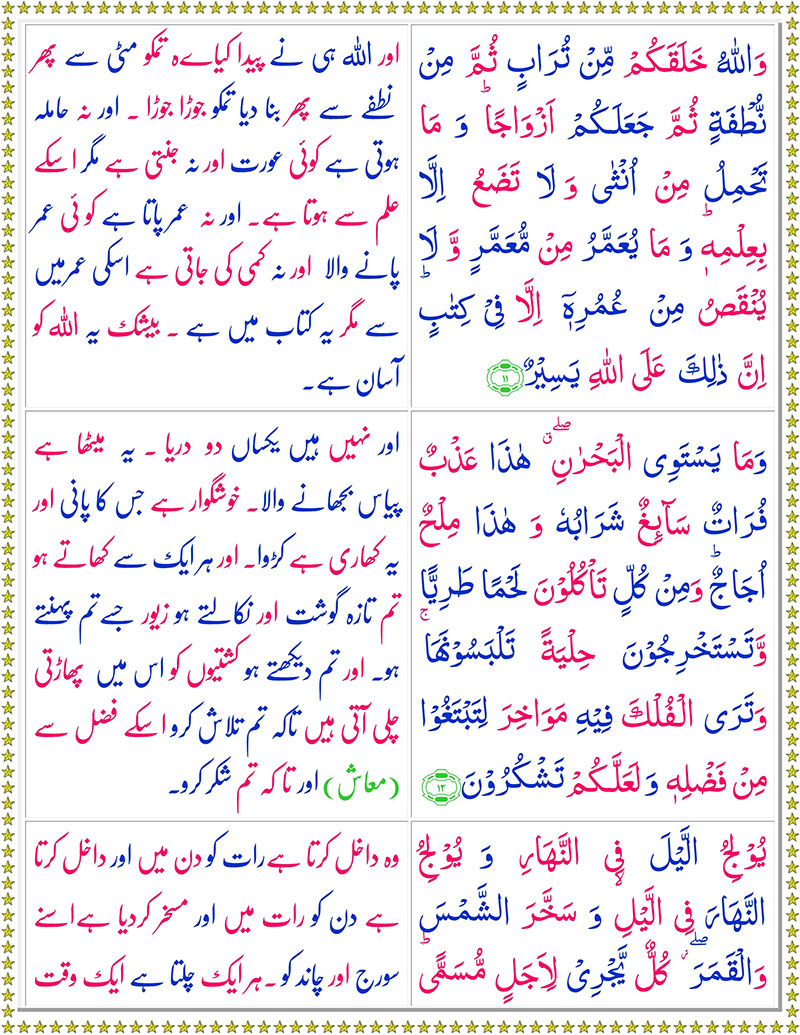 وَاللّٰهُ خَلَقَكُمْ مِّنْ تُرَابٍ ثُمَّ مِنْ
نُّطْفَةٍ ثُمَّ جَعَلَكُمْ اَزْوَاجًا ؕ وَ مَا
تَحْمِلُ مِنْ اُنْثٰى وَ لَا تَضَعُ اِلَّا
بِعِلْمِهٖ ؕ وَ مَا يُعَمَّرُ مِنْ مُّعَمَّرٍ وَّ لَا
يُنْقَصُ مِنْ عُمُرِهٖۤ اِلَّا فِيْ كِتٰبٍ ؕ
اِنَّ ذٰلِكَ عَلَى اللّٰهِ يَسِيْرٌ ۱۱
اور اللہ ہی نے پیدا کیاہے تمکو مٹی سے پھر
نطفے سے پھر بنا دیا تمکو جوڑا جوڑا ۔ اور نہ حاملہ
ہوتی ہے کوئی عورت اور نہ جنتی ہے مگر اسکے
علم سے ہوتا ہے۔ اور نہ عمر پاتا ہے کوئی عمر
پانے والا اور نہ کمی کی جاتی ہے اسکی عمرمیں
سے مگر یہ کتاب میں ہے ۔ بیشک یہ اللہ کو
آسان ہے۔
وَمَا يَسْتَوِى الْبَحْرٰنِ ۖ ق هٰذَا عَذْبٌ
فُرَاتٌ سَآئِغٌ شَرَابُهٗ وَ هٰذَا مِلْحٌ
اُجَاجٌ ؕ وَمِنْ كُلٍّ تَاْكُلُوْنَ لَحْمًا طَرِيًّا
وَّتَسْتَخْرِجُوْنَ حِلْيَةً تَلْبَسُوْنَهَا ۚ
وَتَرَى الْفُلْكَ فِيْهِ مَوَاخِرَ لِتَبْتَغُوْا
مِنْ فَضْلِهٖ وَلَعَلَّكُمْ تَشْكُرُوْنَ ۱۲
اور نہیں ہیں یکساں دو دریا ۔ یہ میٹھا ہے
پیاس بجھانے والا۔ خوشگوار ہے جس کا پانی اور
یہ کھاری ہے کڑوا۔ اور ہر ایک سے کھاتے ہو
تم تازہ گوشت اور نکالتے ہو زیور جسے تم پہنتے
ہو۔ اور تم دیکھتے ہو کشتیوں کو اس میں پھاڑتی
چلی آتی ہیں تاکہ تم تلاش کرو اسکے فضل سے
(معاش) اور تا کہ تم شکر کرو۔
يُوْلِجُ الَّيْلَ فِى النَّهَارِ وَ يُوْلِجُ
النَّهَارَ فِى الَّيْلِ ۙ وَ سَخَّرَ الشَّمْسَ
وَالْقَمَرَ ۖ كُلٌّ يَّجْرِىْ لِاَجَلٍ مُّسَمًّى ؕ
وہ داخل کرتا ہے رات کو دن میں اور داخل کرتا
ہے دن کو رات میں اور مسخر کردیا ہےاسنے
سورج اور چاند کو ۔ ہر ایک چلتا ہے ایک وقت